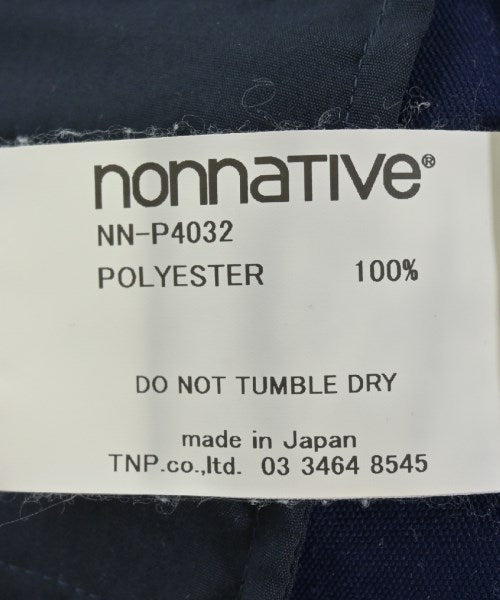 nonnaTIVE®
NN-P4032
POLYESTER 100%
DO NOT TUMBLE DRY
made in Japan
TNP.co.,ltd. 03 3464 8545